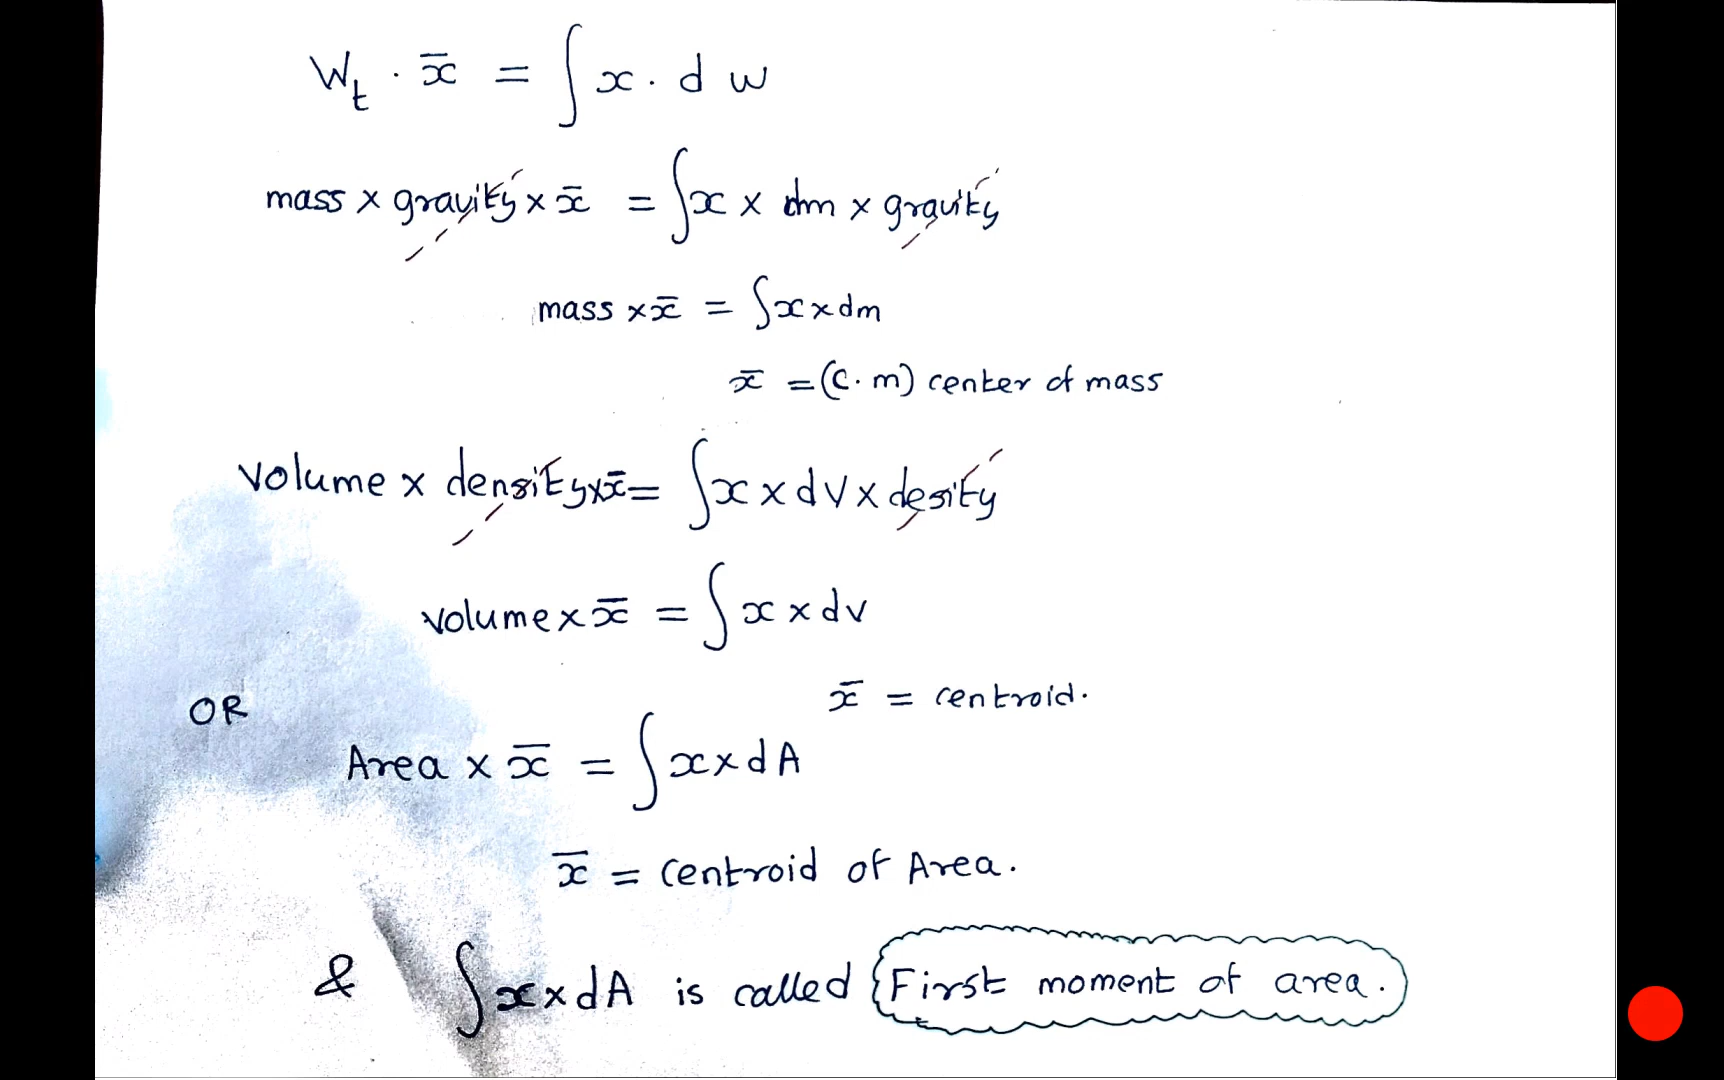 Wt . x̄ = ∫ x . d w
mass x gravity x x̄ = ∫x x dm x gravity
mass x x̄ = ∫x x dm
x̄ = (C.m) center of mass
Volume x density x x̄ = ∫x x dV x desity
volume x x̄ = ∫ x x dv
x̄ = centroid.
OR
Area x x̄ = ∫x x dA
x̄ = Centroid of Area.
& ∫x x dA is called First moment of area.